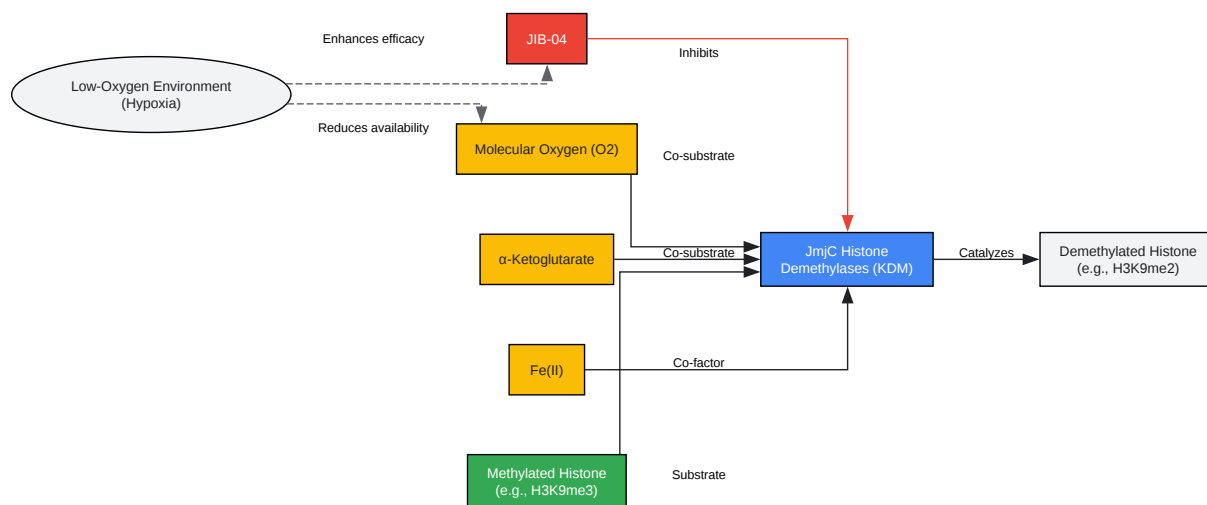 Enhances efficacy
JIB-04
Inhibits
Low-Oxygen Environment
(Hypoxia)
Reduces availability
Molecular Oxygen (O2)
Co-substrate
α-Ketoglutarate
Co-substrate
JmjC Histone
Demethylases (KDM)
Catalyzes
Demethylated Histone
(e.g., H3K9me2)
Fe(II)
Co-factor
Methylated Histone
(e.g., H3K9me3)
Substrate